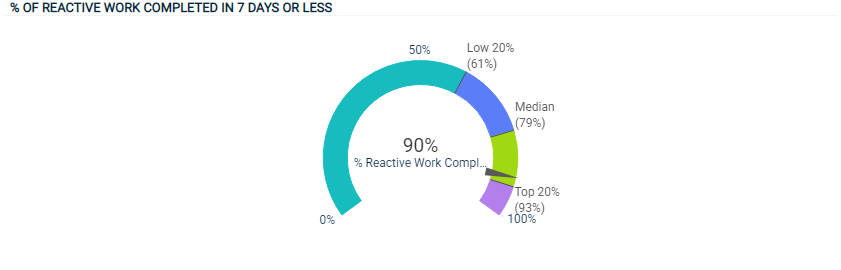 % OF REACTIVE WORK COMPLETED IN 7 DAYS OR LESS
50%
Low 20%
(61%)
Median
(79%)
90%
% Reactive Work Compl...
Top 20%
(93%)
0%
100%